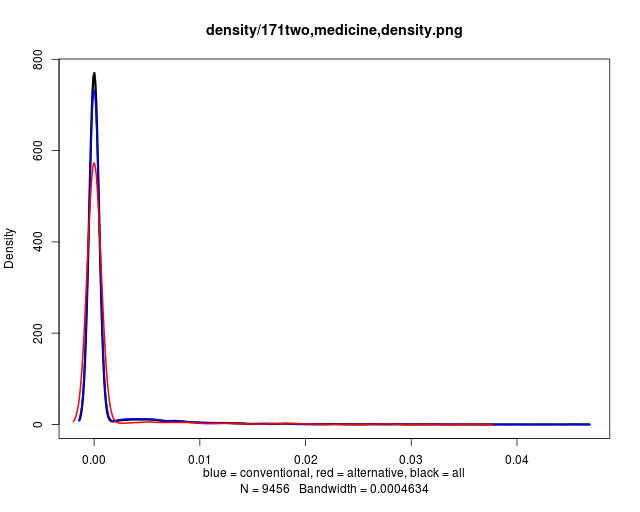 density/171two,medicine,density.png
Density
800
600
400
200
0
0.00 0.01 0.02 0.03 0.04
blue = conventional, red = alternative, black = all
N = 9456 Bandwidth = 0.0004634